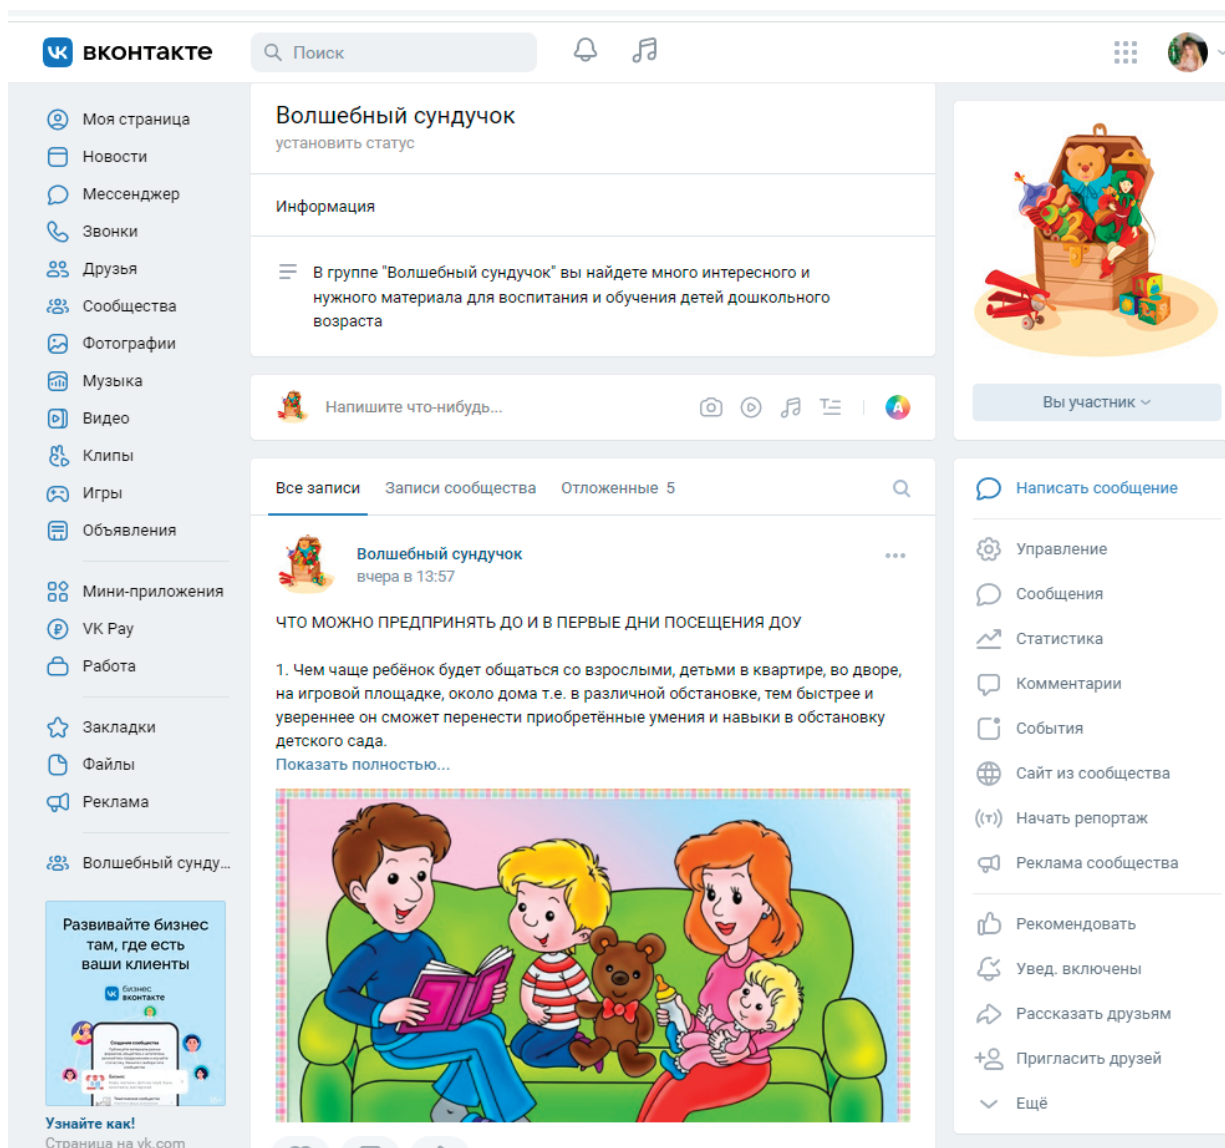 вконтакте
Поиск
Моя страница
Новости
Мессенджер
Звонки
Друзья
Сообщества
Фотографии
Музыка
Видео
Клипы
Игры
Объявления
Мини-приложения
VK Pay
Работа
Закладки
Файлы
Реклама
Волшебный сунду...
Развивайте бизнес
там, где есть
ваши клиенты
бизнес
вконтакте
Создание сообщества
Узнайте как!
Страница на vk.com
Волшебный сундучок
установить статус
Информация
В группе "Волшебный сундучок" вы найдете много интересного и
нужного материала для воспитания и обучения детей дошкольного
возраста
Напишите что-нибудь...
Все записи Записи сообщества Отложенные 5
Волшебный сундучок
вчера в 13:57
ЧТО МОЖНО ПРЕДПРИНЯТЬ ДО И В ПЕРВЫЕ ДНИ ПОСЕЩЕНИЯ ДОУ
1. Чем чаще ребёнок будет общаться со взрослыми, детьми в квартире, во дворе,
на игровой площадке, около дома т.е. в различной обстановке, тем быстрее и
увереннее он сможет перенести приобретённые умения и навыки в обстановку
детского сада.
Показать полностью...
Вы участник
Написать сообщение
Управление
Сообщения
Статистика
Комментарии
События
Сайт из сообщества
Начать репортаж
Реклама сообщества
Рекомендовать
Увед. включены
Рассказать друзьям
Пригласить друзей
Ещё